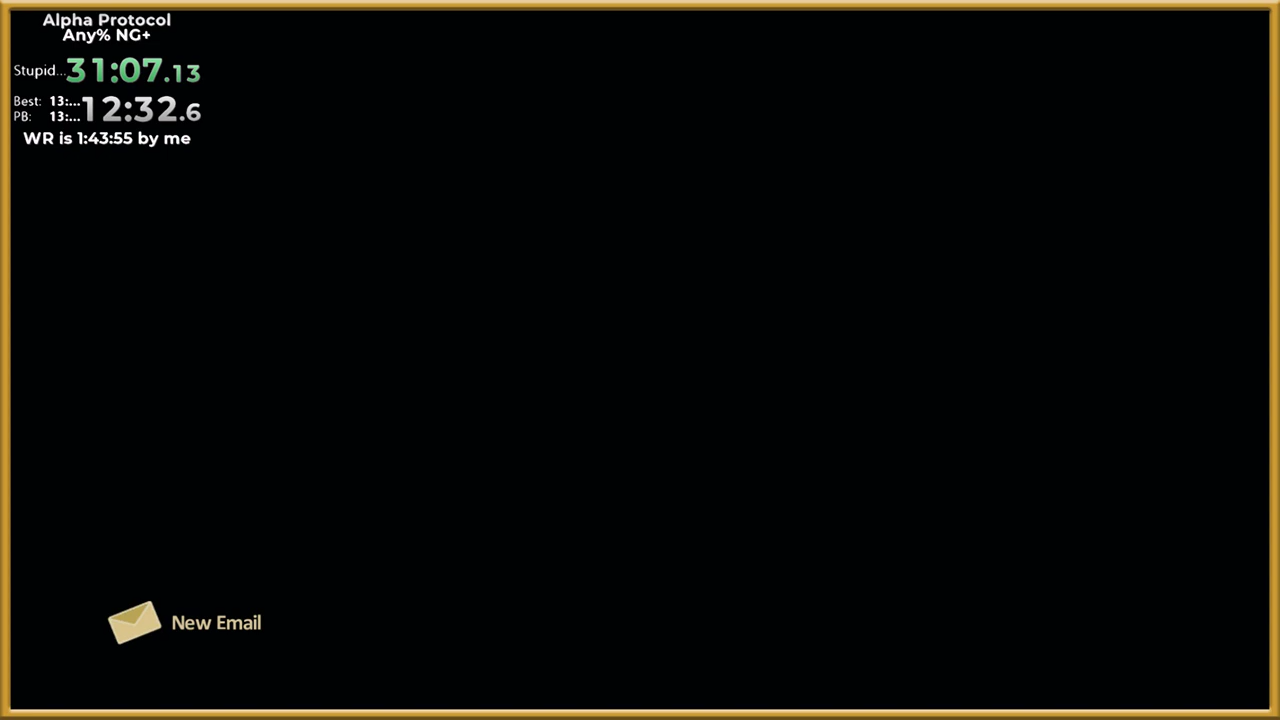 Alpha Protocol
Any% NG+
Stupid... 31:07.13
Best: 13:... 12:32.6
PB: 13:...
WR is 1:43:55 by me
New Email